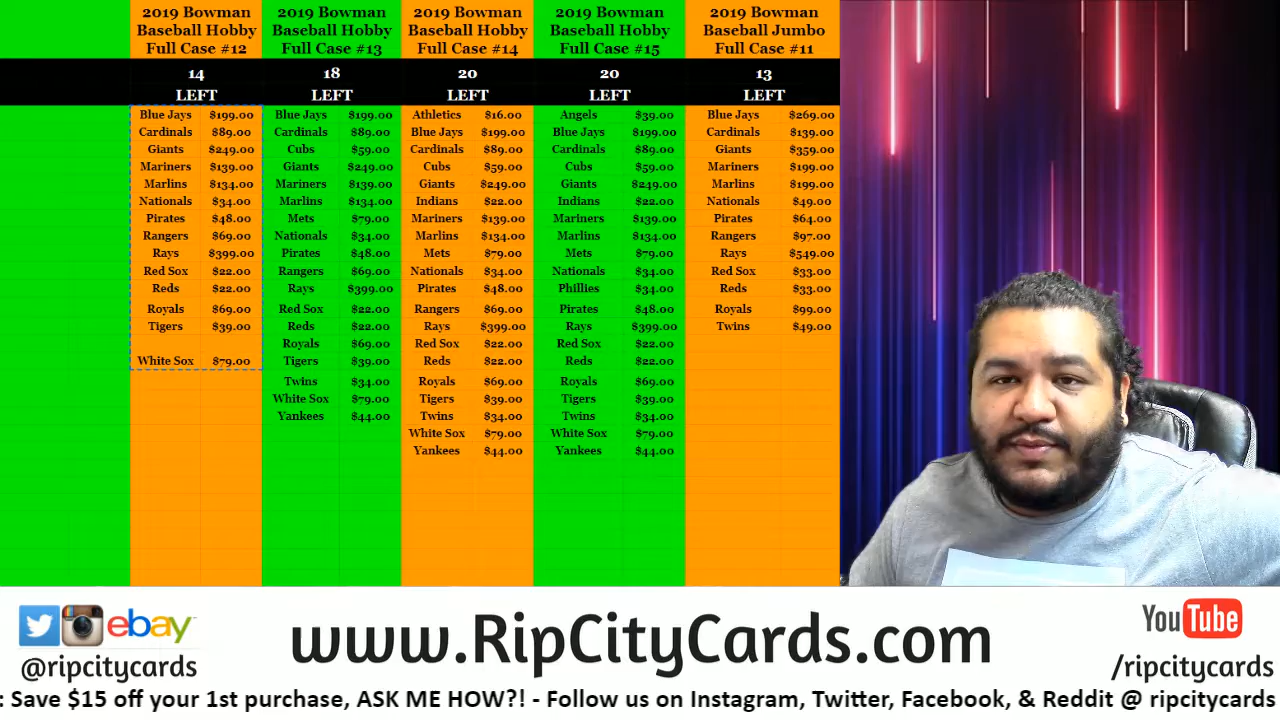 2019 Bowman Baseball Hobby Full Case #12
14 LEFT
Blue Jays $199.00
Cardinals $89.00
Giants $249.00
Mariners $139.00
Marlins $134.00
Nationals $34.00
Pirates $48.00
Rangers $69.00
Rays $399.00
Red Sox $22.00
Reds $22.00
Royals $69.00
Tigers $39.00
White Sox $79.00
2019 Bowman Baseball Hobby Full Case #13
18 LEFT
Blue Jays $199.00
Cardinals $89.00
Cubs $59.00
Giants $249.00
Mariners $139.00
Marlins $134.00
Mets $79.00
Nationals $34.00
Pirates $48.00
Rangers $69.00
Rays $399.00
Red Sox $22.00
Reds $22.00
Royals $69.00
Tigers $39.00
Twins $34.00
White Sox $79.00
Yankees $44.00
2019 Bowman Baseball Hobby Full Case #14
20 LEFT
Athletics $16.00
Blue Jays $199.00
Cardinals $89.00
Cubs $59.00
Giants $249.00
Indians $22.00
Mariners $139.00
Marlins $134.00
Mets $79.00
Nationals $34.00
Pirates $48.00
Rangers $69.00
Rays $399.00
Red Sox $22.00
Reds $22.00
Royals $69.00
Tigers $39.00
Twins $34.00
White Sox $79.00
Yankees $44.00
2019 Bowman Baseball Hobby Full Case #15
20 LEFT
Angels $39.00
Blue Jays $199.00
Cardinals $89.00
Cubs $59.00
Giants $249.00
Indians $22.00
Mariners $139.00
Marlins $134.00
Mets $79.00
Nationals $34.00
Phillies $34.00
Pirates $48.00
Rays $399.00
Red Sox $22.00
Reds $22.00
Royals $69.00
Tigers $39.00
Twins $34.00
White Sox $79.00
Yankees $44.00
2019 Bowman Baseball Jumbo Full Case #11
13 LEFT
Blue Jays $269.00
Cardinals $139.00
Giants $359.00
Mariners $199.00
Marlins $199.00
Nationals $49.00
Pirates $64.00
Rangers $97.00
Rays $549.00
Red Sox $33.00
Reds $33.00
Royals $99.00
Twins $49.00
ebay
@ripcitycards
www.RipCityCards.com
YouTube
/ripcitycards
: Save $15 off your 1st purchase, ASK ME HOW?! - Follow us on Instagram, Twitter, Facebook, & Reddit @ ripcitycards